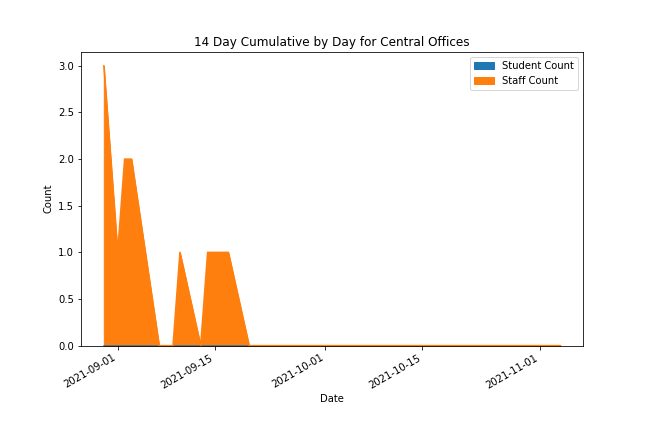 14 Day Cumulative by Day for Central Offices
Student Count
Staff Count
3.0
2.5
2.0
1.5
1.0
0.5
0.0
Count
2021-09-01
2021-09-15
2021-10-01
2021-10-15
2021-11-01
Date